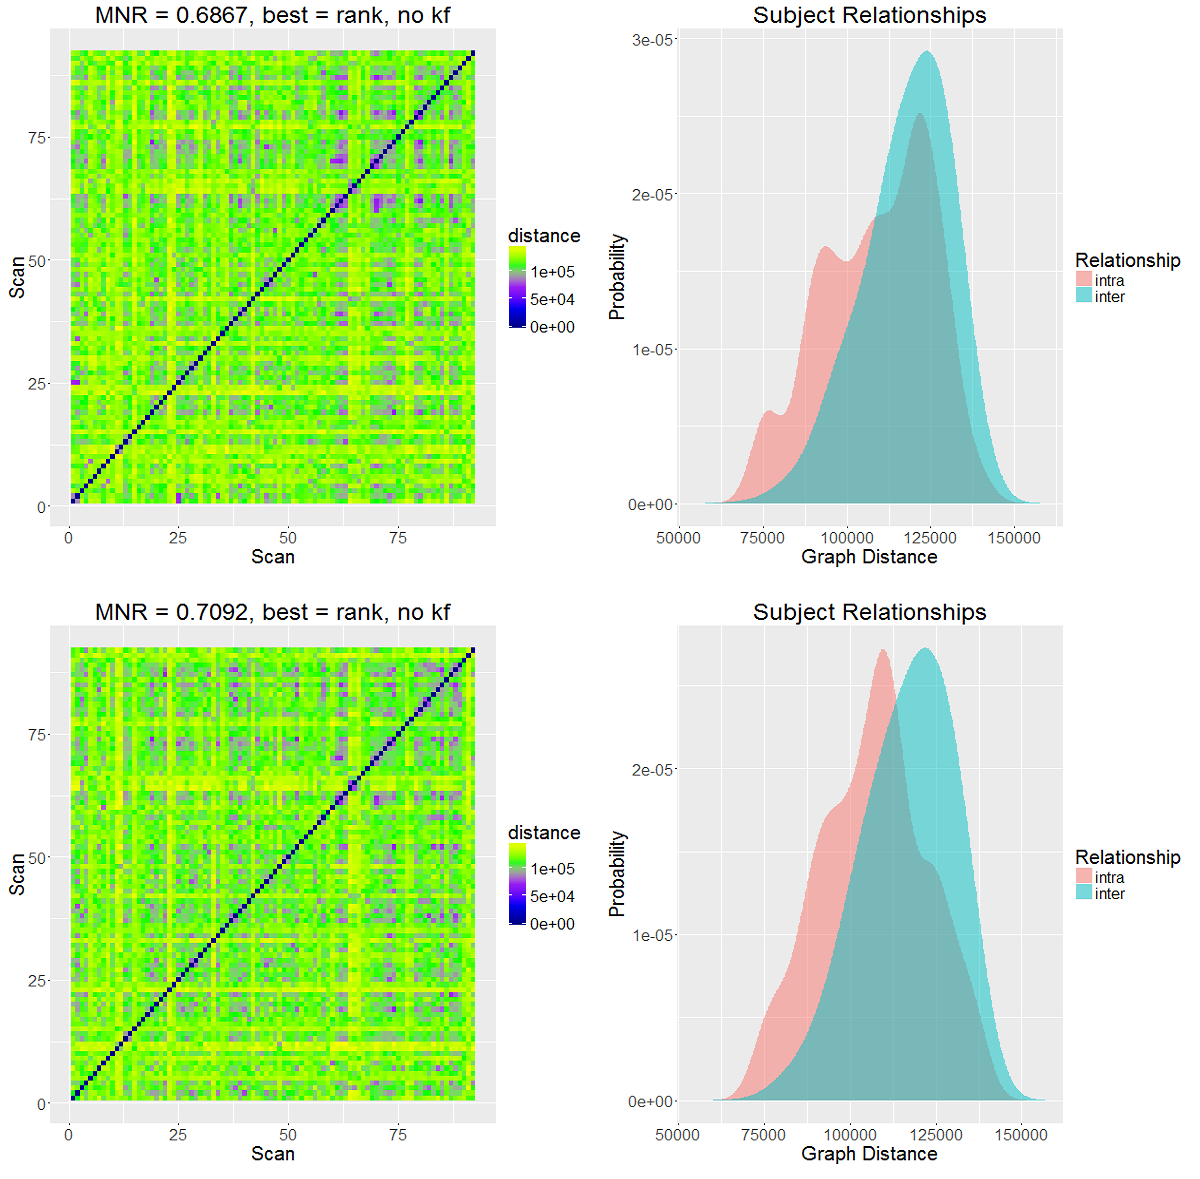 MNR = 0.6867, best = rank, no kf
Scan
75
50
25
0
0 25 50 75
Scan
distance
1e+05
5e+04
0e+00
Subject Relationships
Probability
3e-05
2e-05
1e-05
0e+00
50000 75000 100000 125000 150000
Graph Distance
Relationship
intra
inter
MNR = 0.7092, best = rank, no kf
Scan
75
50
25
0
0 25 50 75
Scan
distance
1e+05
5e+04
0e+00
Subject Relationships
Probability
2e-05
1e-05
0e+00
50000 75000 100000 125000 150000
Graph Distance
Relationship
intra
inter